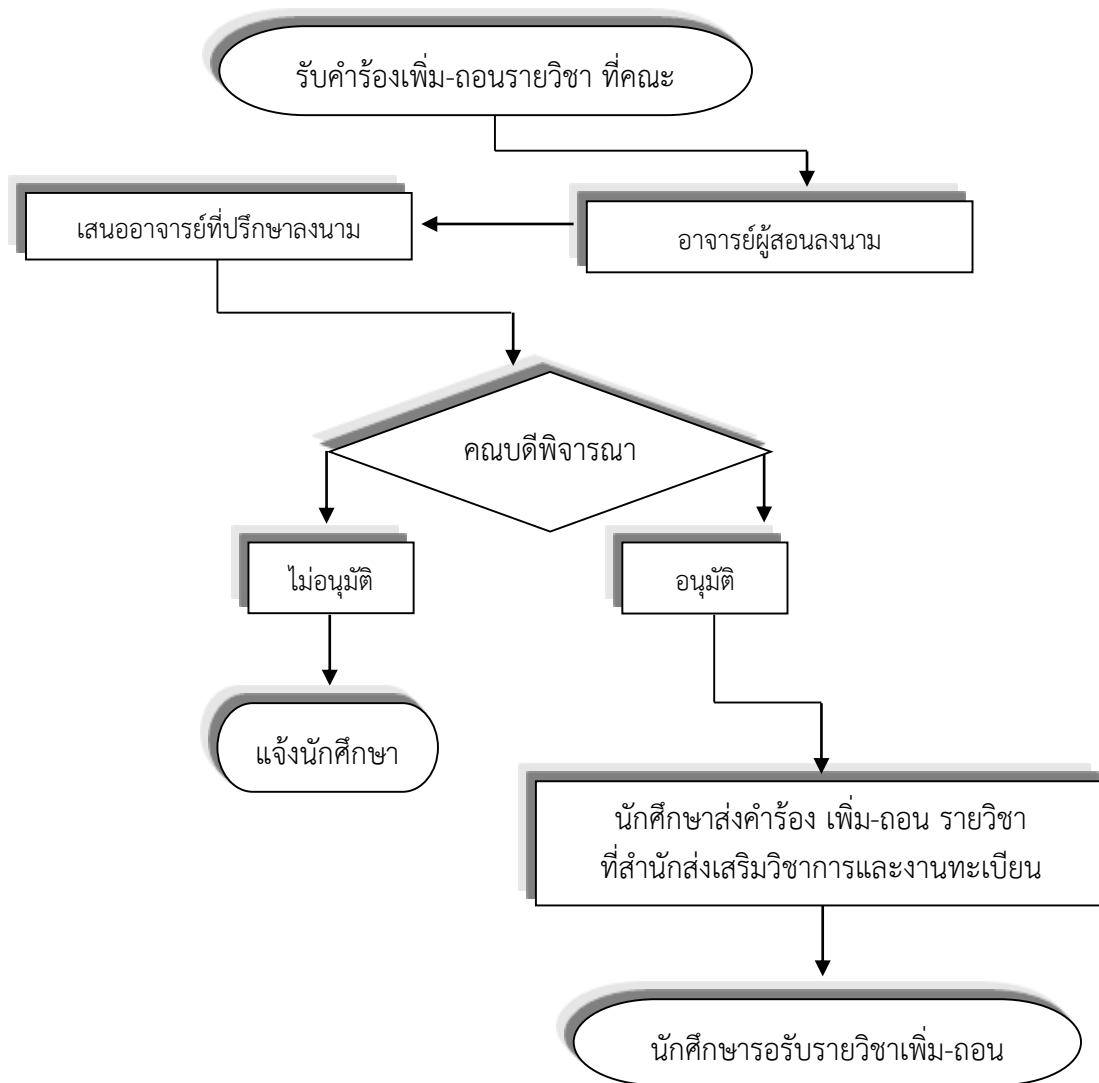 รับคำร้องเพิ่ม-ถอนรายวิชา ที่คณะ
อาจารย์ผู้สอนลงนาม
เสนออาจารย์ที่ปรึกษาลงนาม
คณบดีพิจารณา
ไม่อนุมัติ
อนุมัติ
แจ้งนักศึกษา
นักศึกษาส่งคำร้อง เพิ่ม-ถอน รายวิชา
ที่สำนักส่งเสริมวิชาการและงานทะเบียน
นักศึกษารอรับรายวิชาเพิ่ม-ถอน